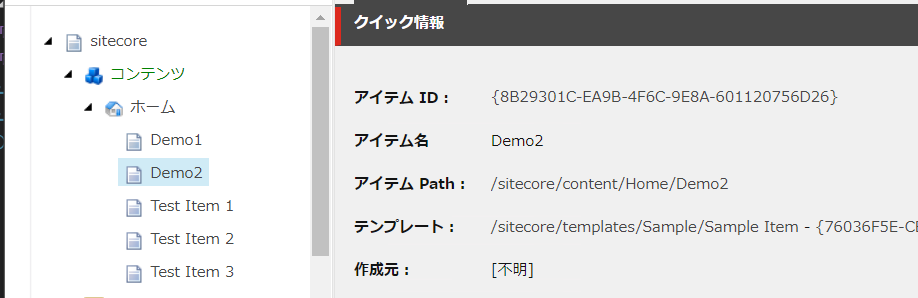 sitecore
コンテンツ
ホーム
Demo1
Demo2
Test Item 1
Test Item 2
Test Item 3
クイック情報
アイテム ID : {8B29301C-EA9B-4F6C-9E8A-601120756D26}
アイテム名 Demo2
アイテム Path : /sitecore/content/Home/Demo2
テンプレート : /sitecore/templates/Sample/Sample Item - {76036F5E-
作成元 : [不明]